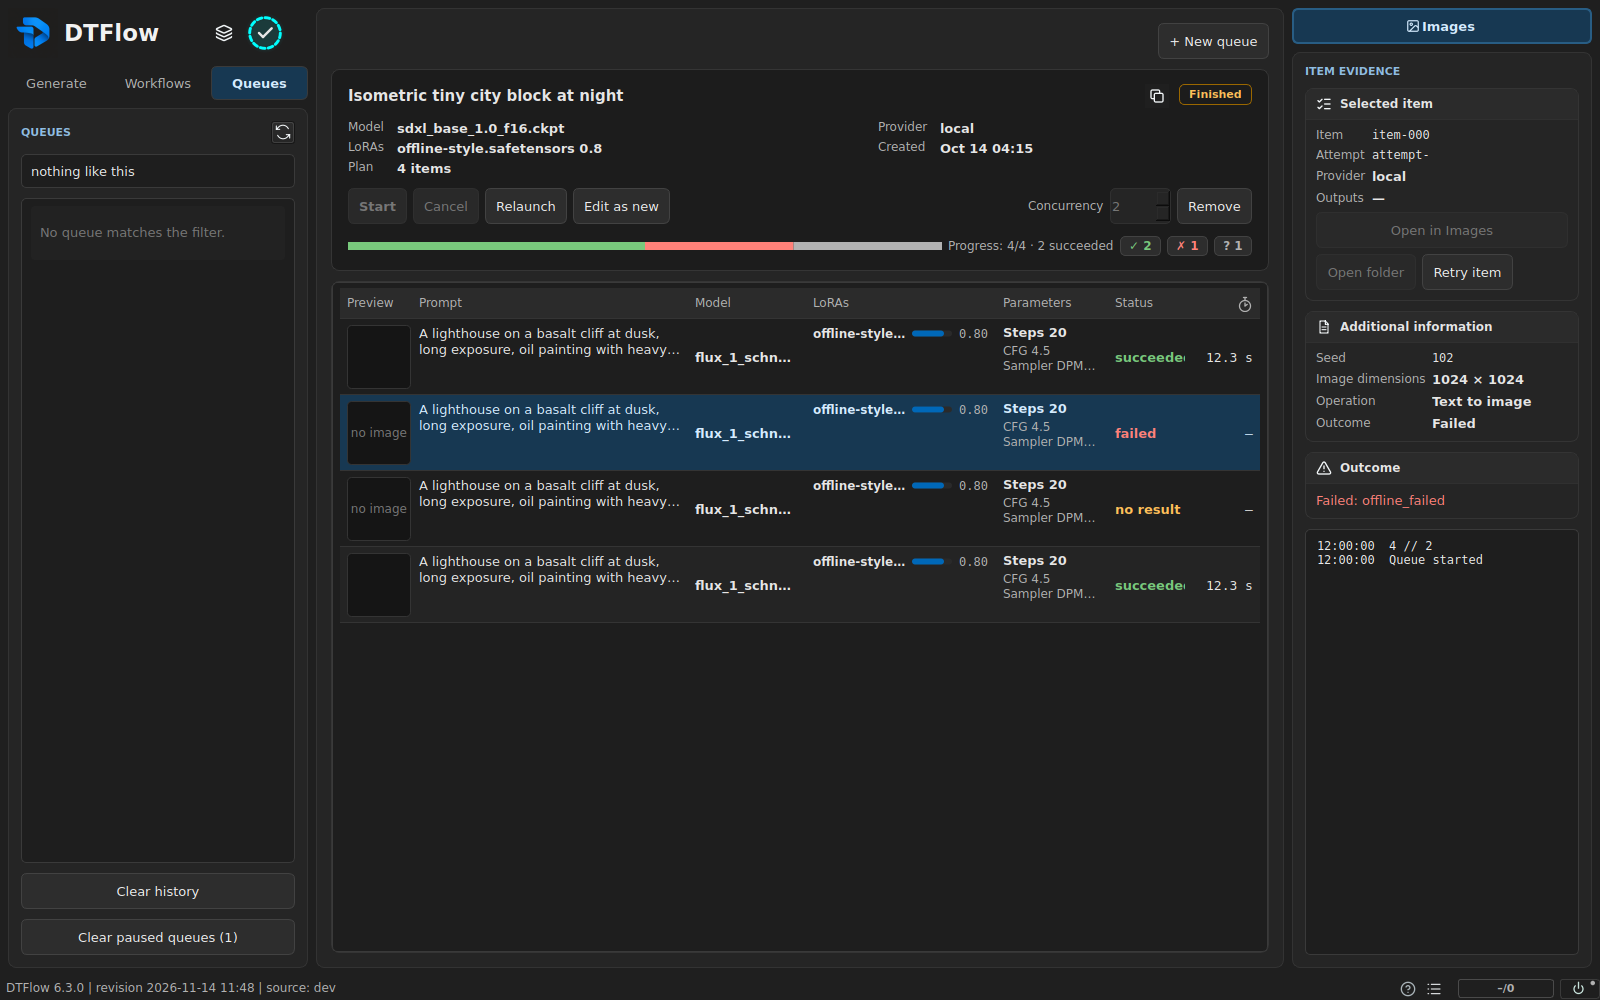 DTFlow
Generate Workflows Queues
QUEUES
nothing like this
No queue matches the filter.
Clear history
Clear paused queues (1)
+ New queue
Isometric tiny city block at night
Finished
Model sdxl_base_1.0_f16.ckpt
Provider local
LoRAs offline-style.safetensors 0.8
Created Oct 14 04:15
Plan 4 items
Start Cancel Relaunch Edit as new
Concurrency 2 Remove
Progress: 4/4 · 2 succeeded ✓ 2 ✗ 1 ? 1
Preview Prompt Model LoRAs Parameters Status
A lighthouse on a basalt cliff at dusk,
long exposure, oil painting with heavy…
flux_1_schn…
offline-style… 0.80
Steps 20
CFG 4.5
Sampler DPM…
succeeded
12.3 s
no image
A lighthouse on a basalt cliff at dusk,
long exposure, oil painting with heavy…
flux_1_schn…
offline-style… 0.80
Steps 20
CFG 4.5
Sampler DPM…
failed
–
no image
A lighthouse on a basalt cliff at dusk,
long exposure, oil painting with heavy…
flux_1_schn…
offline-style… 0.80
Steps 20
CFG 4.5
Sampler DPM…
no result
–
A lighthouse on a basalt cliff at dusk,
long exposure, oil painting with heavy…
flux_1_schn…
offline-style… 0.80
Steps 20
CFG 4.5
Sampler DPM…
succeeded
12.3 s
Images
ITEM EVIDENCE
Selected item
Item item-000
Attempt attempt-
Provider local
Outputs —
Open in Images
Open folder Retry item
Additional information
Seed 102
Image dimensions 1024 × 1024
Operation Text to image
Outcome Failed
Outcome
Failed: offline_failed
12:00:00 4 // 2
12:00:00 Queue started
DTFlow 6.3.0 | revision 2026-11-14 11:48 | source: dev
–/0